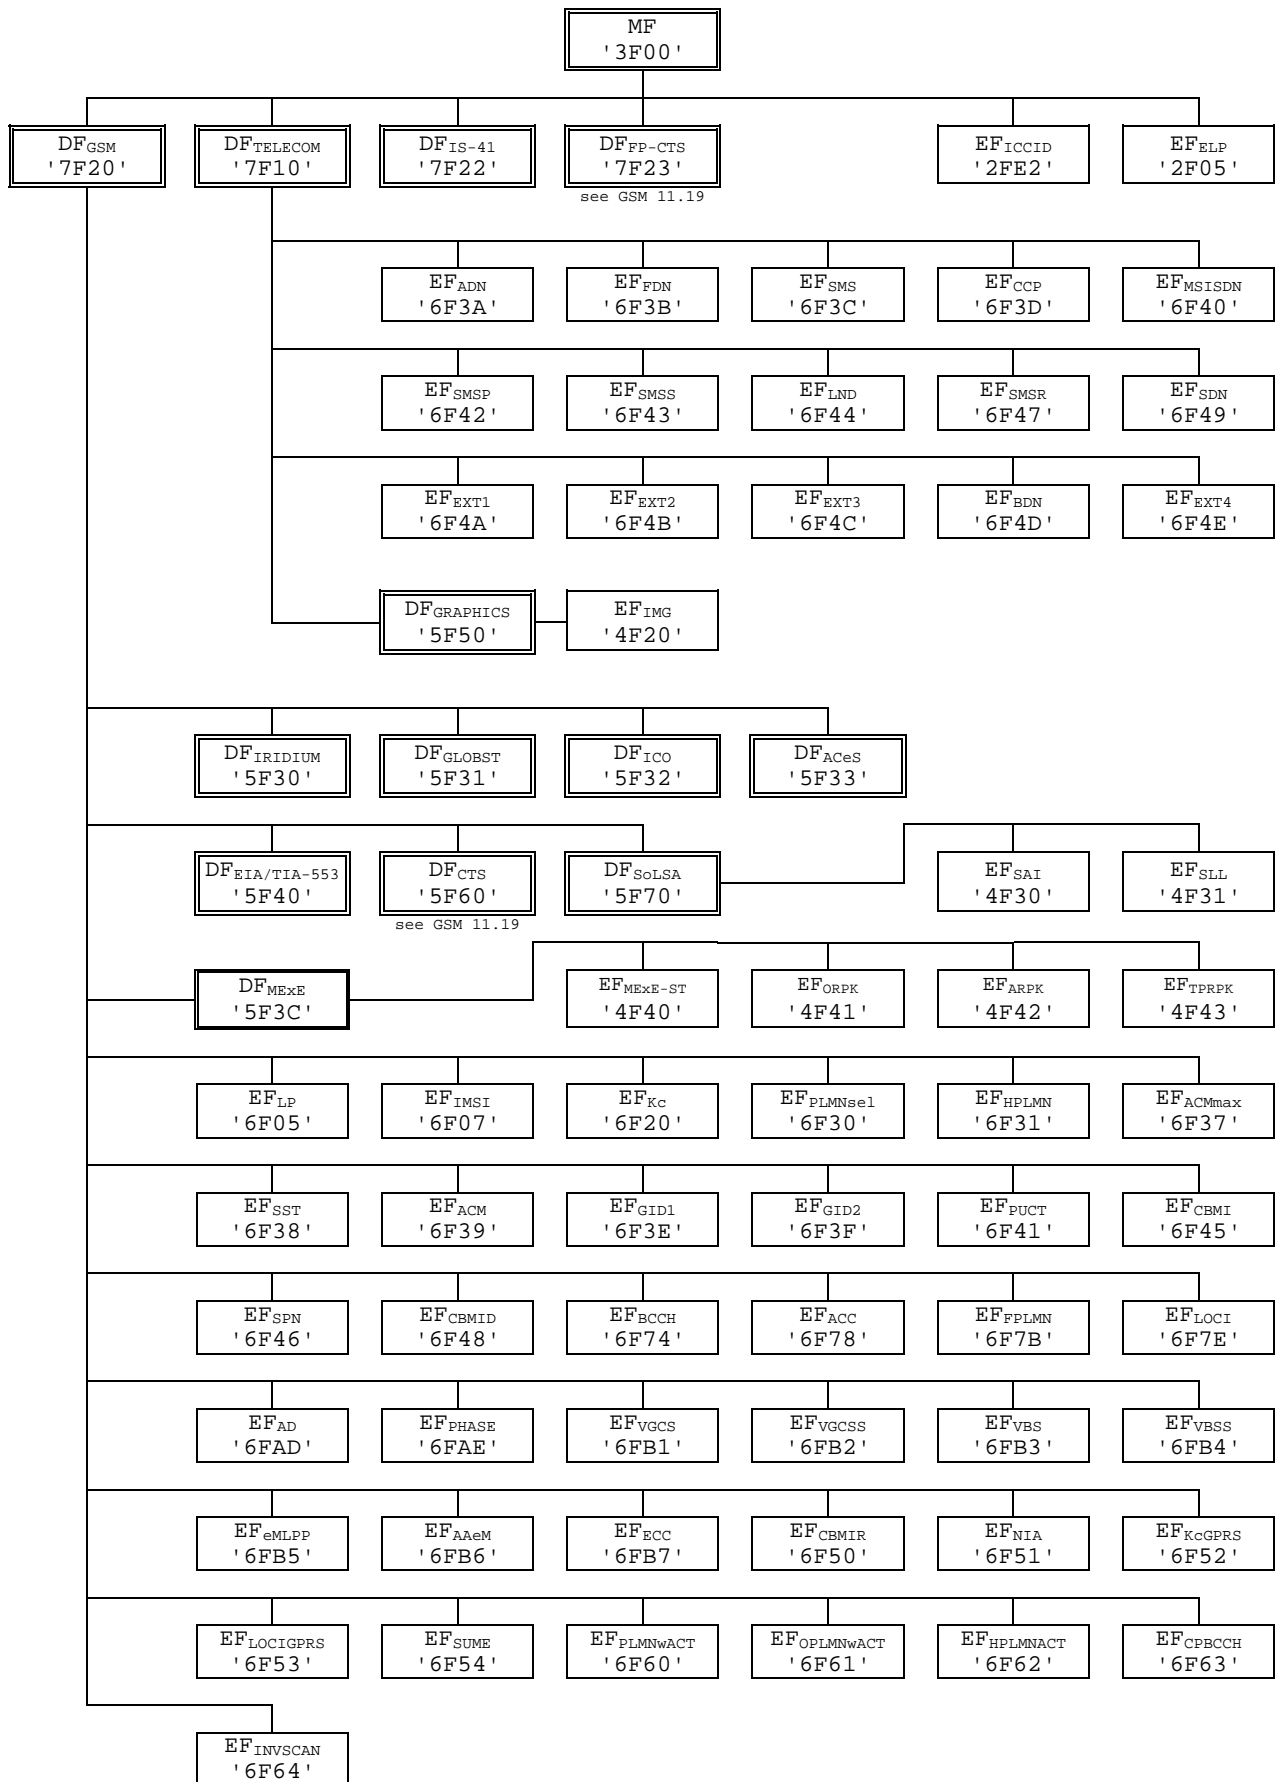 MF
'3F00'
DFGSM
'7F20'
DFTELECOM
'7F10'
DFIS-41
'7F22'
DFFP-CTS
'7F23'
see GSM 11.19
EFICCID
'2FE2'
EFELP
'2F05'
EFADN
'6F3A'
EFFDN
'6F3B'
EFSMS
'6F3C'
EFCCP
'6F3D'
EFMSISDN
'6F40'
EFSMSP
'6F42'
EFSMSS
'6F43'
EFLND
'6F44'
EFSMSR
'6F47'
EFSDN
'6F49'
EFEXT1
'6F4A'
EFEXT2
'6F4B'
EFEXT3
'6F4C'
EFBDN
'6F4D'
EFEXT4
'6F4E'
DFGRAPHICS
'5F50'
EFIMG
'4F20'
DFIRIDIUM
'5F30'
DFGLOBST
'5F31'
DFICO
'5F32'
DFACeS
'5F33'
DFEIA/TIA-553
'5F40'
DFCTS
'5F60'
see GSM 11.19
DFSoLSA
'5F70'
EFSAI
'4F30'
EFSLL
'4F31'
DFMExE
'5F3C'
EFMExE-ST
'4F40'
EFORPK
'4F41'
EFARPK
'4F42'
EFTPRPK
'4F43'
EFLP
'6F05'
EFIMSI
'6F07'
EFKc
'6F20'
EFPLMNsel
'6F30'
EFHPLMN
'6F31'
EFACMmax
'6F37'
EFSST
'6F38'
EFACM
'6F39'
EFGID1
'6F3E'
EFGID2
'6F3F'
EFPUCT
'6F41'
EFCBMI
'6F45'
EFSPN
'6F46'
EFCBMID
'6F48'
EFBCCH
'6F74'
EFACC
'6F78'
EFFPLMN
'6F7B'
EFLOCI
'6F7E'
EFAD
'6FAD'
EFPHASE
'6FAE'
EFVGCS
'6FB1'
EFVGCSS
'6FB2'
EFVBS
'6FB3'
EFVBSS
'6FB4'
EFeMLPP
'6FB5'
EFAAeM
'6FB6'
EFECC
'6FB7'
EFCBMIR
'6F50'
EFNIA
'6F51'
EFKcGPRS
'6F52'
EFLOCIGPRS
'6F53'
EFSUME
'6F54'
EFPLMNwACT
'6F60'
EFOPLMNwACT
'6F61'
EFHPLMNACT
'6F62'
EFCPBCCH
'6F63'
EFINVSCAN
'6F64'